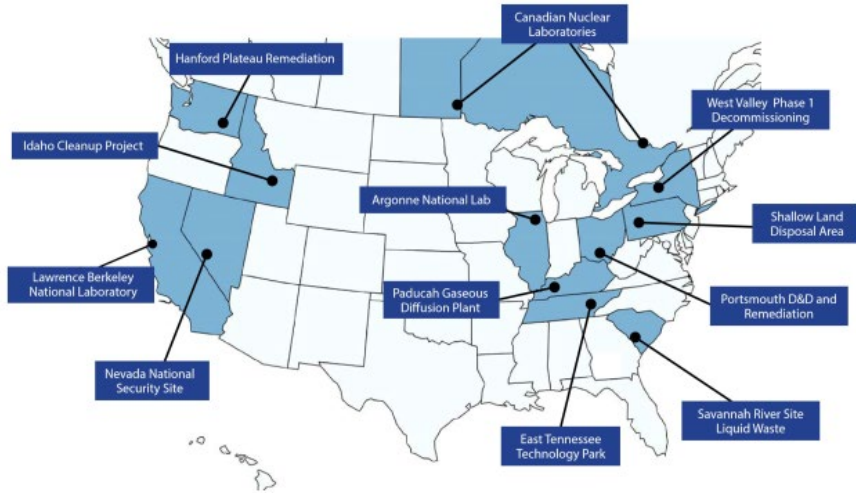 Canadian Nuclear
Laboratories
Hanford Plateau Remediation
West Valley Phase 1
Decommissioning
Idaho Cleanup Project
Argonne National Lab
Shallow Land
Disposal Area
Lawrence Berkeley
National Laboratory
Paducah Gaseous
Diffusion Plant
Portsmouth D&D and
Remediation
Nevada National
Security Site
Savannah River Site
Liquid Waste
East Tennessee
Technology Park